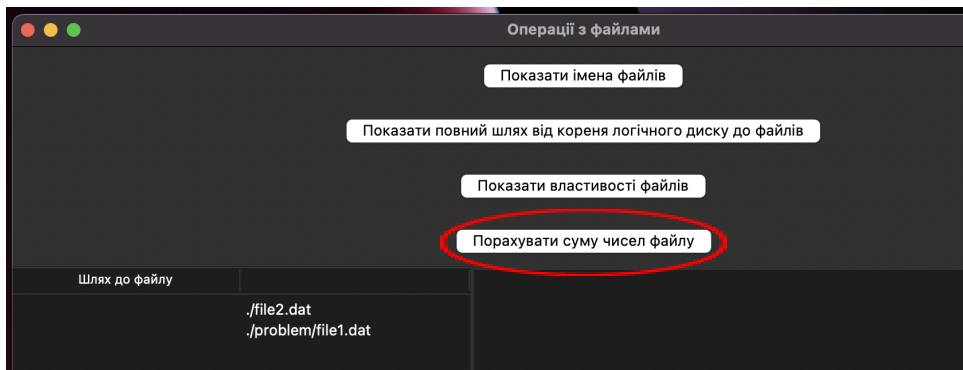 Операції з файлами
Показати імена файлів
Показати повний шлях від кореня логічного диску до файлів
Показати властивості файлів
Порахувати суму чисел файлу
Шлях до файлу
./file2.dat
./problem/file1.dat